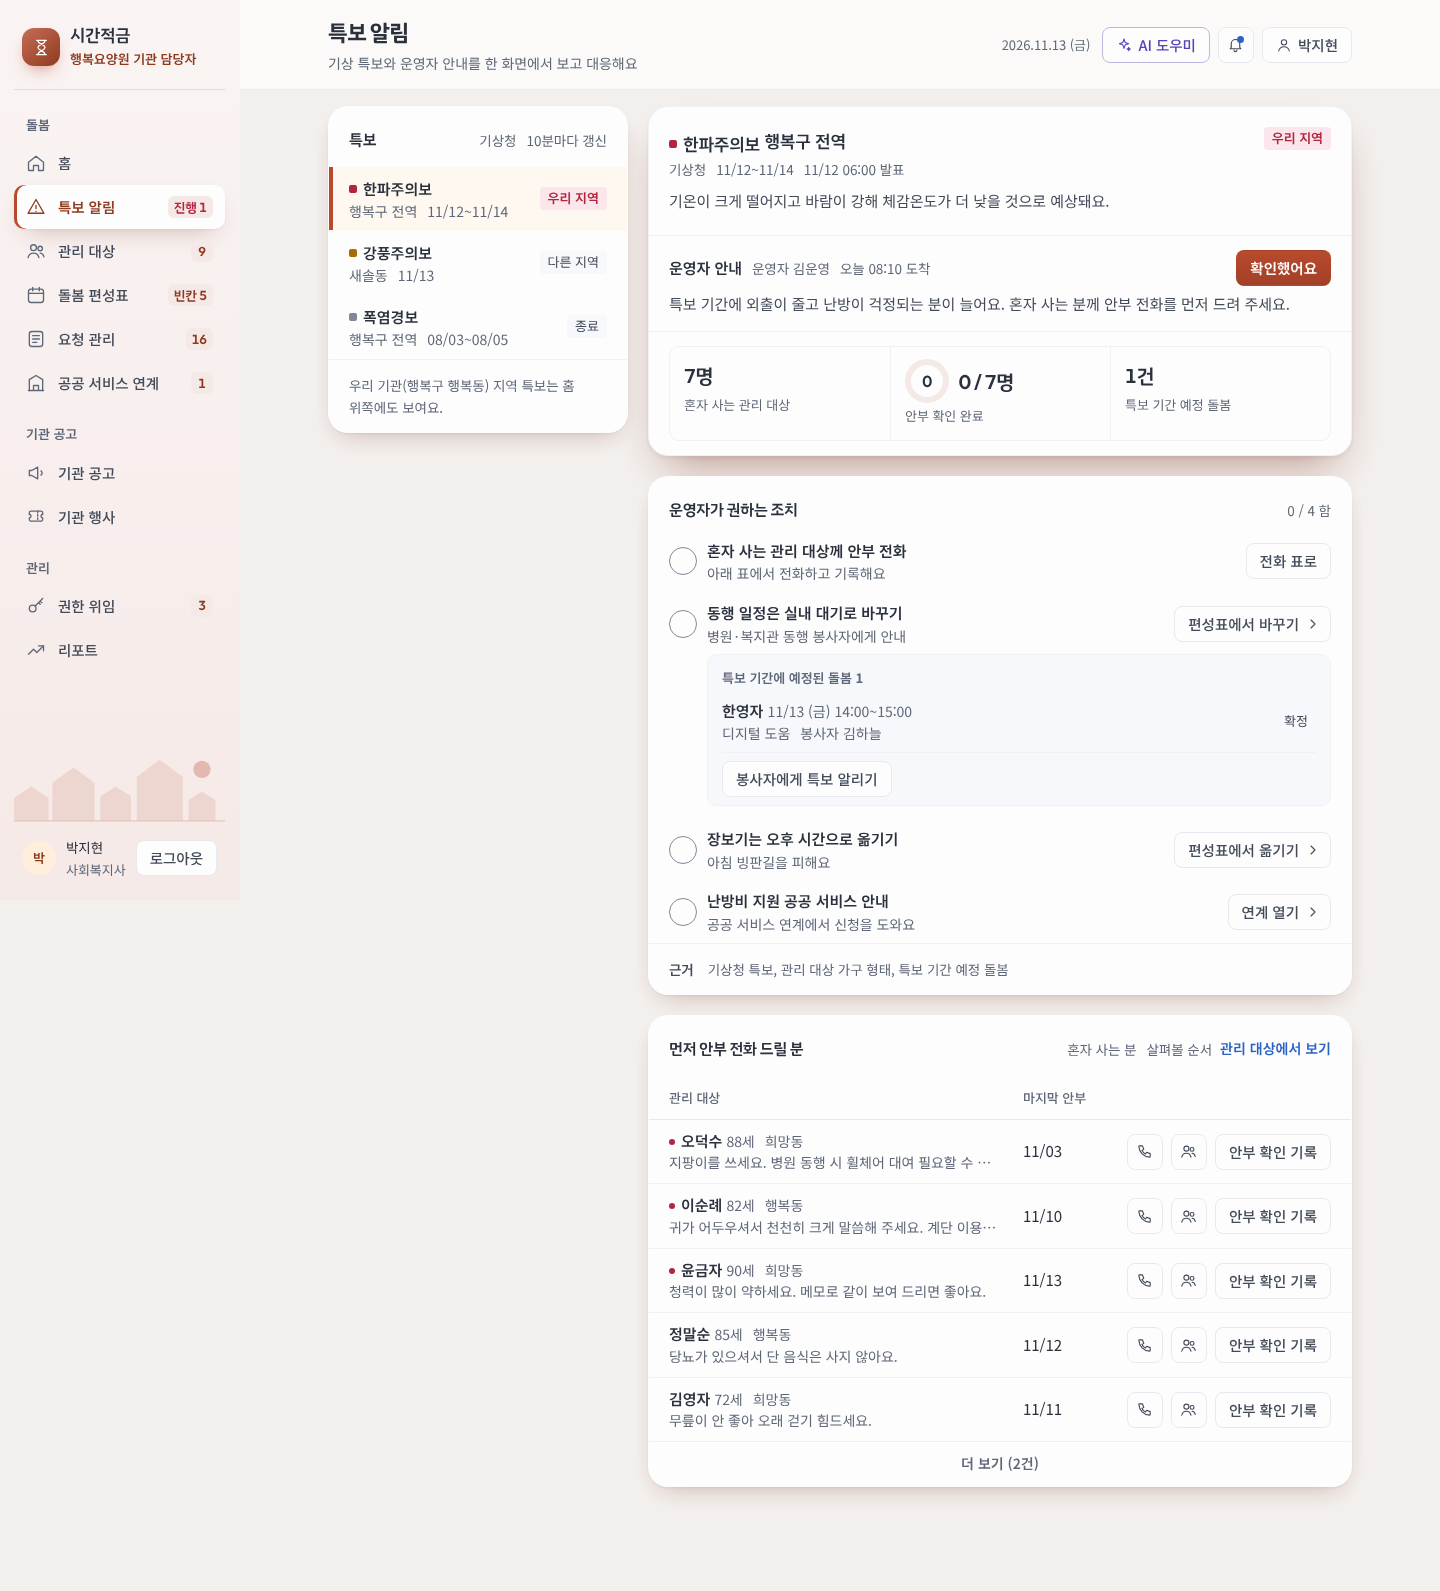 시간적금
행복요양원 기관 담당자
돌봄
홈
특보 알림 진행 1
관리 대상 9
돌봄 편성표 빈칸 5
요청 관리 16
공공 서비스 연계 1
기관 공고
기관 공고
기관 행사
관리
권한 위임 3
리포트
박 박지현
사회복지사
로그아웃
특보 알림
기상 특보와 운영자 안내를 한 화면에서 보고 대응해요
2026.11.13 (금) AI 도우미 박지현
특보 기상청 10분마다 갱신
한파주의보
행복구 전역 11/12~11/14
우리 지역
강풍주의보
새솔동 11/13
다른 지역
폭염경보
행복구 전역 08/03~08/05
종료
우리 기관(행복구 행복동) 지역 특보는 홈
위쪽에도 보여요.
한파주의보 행복구 전역 우리 지역
기상청 11/12~11/14 11/12 06:00 발표
기온이 크게 떨어지고 바람이 강해 체감온도가 더 낮을 것으로 예상돼요.
운영자 안내 운영자 김운영 오늘 08:10 도착 확인했어요
특보 기간에 외출이 줄고 난방이 걱정되는 분이 늘어요. 혼자 사는 분께 안부 전화를 먼저 드려 주세요.
7명
혼자 사는 관리 대상
0 0 / 7명
안부 확인 완료
1건
특보 기간 예정 돌봄
운영자가 권하는 조치 0 / 4 함
혼자 사는 관리 대상께 안부 전화
아래 표에서 전화하고 기록해요
전화 표로
동행 일정은 실내 대기로 바꾸기
병원·복지관 동행 봉사자에게 안내
편성표에서 바꾸기
특보 기간에 예정된 돌봄 1
한영자 11/13 (금) 14:00~15:00
디지털 도움 봉사자 김하늘
확정
봉사자에게 특보 알리기
장보기는 오후 시간으로 옮기기
아침 빙판길을 피해요
편성표에서 옮기기
난방비 지원 공공 서비스 안내
공공 서비스 연계에서 신청을 도와요
연계 열기
근거 기상청 특보, 관리 대상 가구 형태, 특보 기간 예정 돌봄
먼저 안부 전화 드릴 분 혼자 사는 분 살펴볼 순서 관리 대상에서 보기
관리 대상 마지막 안부
오덕수 88세 희망동
지팡이를 쓰세요. 병원 동행 시 휠체어 대여 필요할 수 …
11/03 안부 확인 기록
이순례 82세 행복동
귀가 어두우셔서 천천히 크게 말씀해 주세요. 계단 이용…
11/10 안부 확인 기록
윤금자 90세 희망동
청력이 많이 약하세요. 메모로 같이 보여 드리면 좋아요.
11/13 안부 확인 기록
정말순 85세 행복동
당뇨가 있으셔서 단 음식은 사지 않아요.
11/12 안부 확인 기록
김영자 72세 희망동
무릎이 안 좋아 오래 걷기 힘드세요.
11/11 안부 확인 기록
더 보기 (2건)